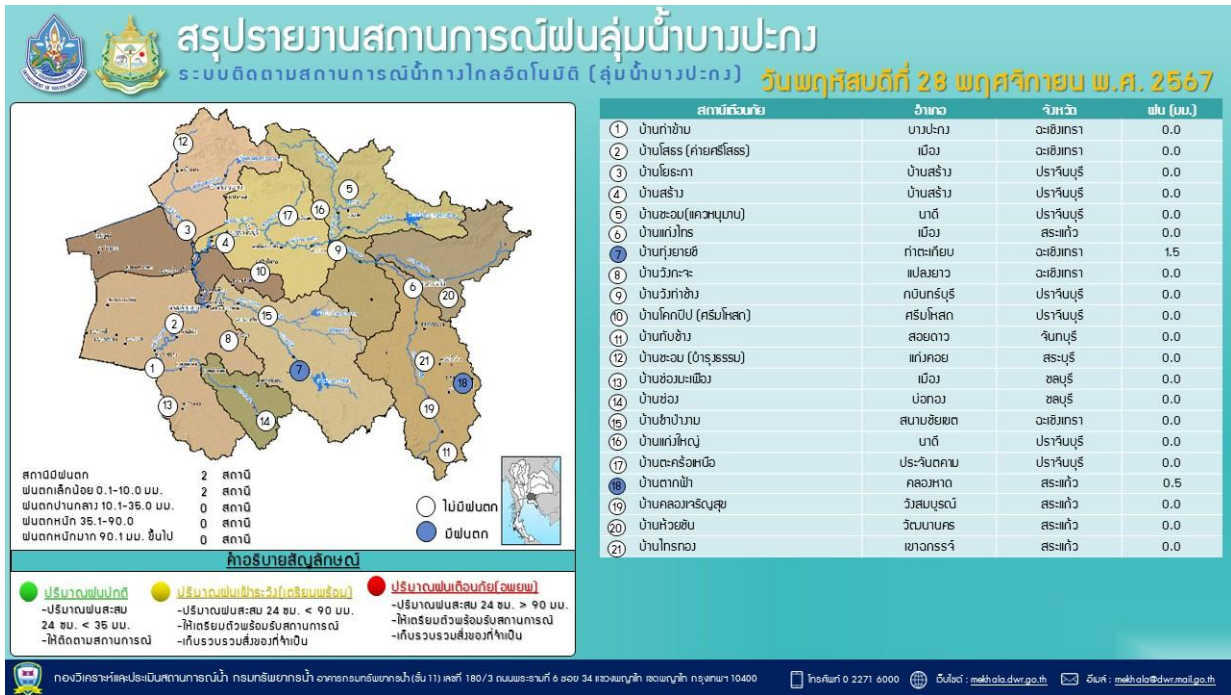 สรุปรายงานสถานการณ์ฝนลุ่มน้ำบางปะกง
ระบบติดตามสถานการณ์น้ำทางไกลอัตโนมัติ (ลุ่มน้ำบางปะกง)
วันพฤหัสบดีที่ 28 พฤศจิกายน พ.ศ. 2567
สถานีเตือนภัย อำเภอ จังหวัด ฝน (มม.)
1 บ้านท่าข้าม บางปะกง ฉะเชิงเทรา 0.0
2 บ้านโสธร (ค่ายศรีโสธร) เมือง ฉะเชิงเทรา 0.0
3 บ้านโยธะกา บ้านสร้าง ปราจีนบุรี 0.0
4 บ้านสร้าง บ้านสร้าง ปราจีนบุรี 0.0
5 บ้านชะอม(แควหนุมาน) นาดี ปราจีนบุรี 0.0
6 บ้านแก่งไทร เมือง สระแก้ว 0.0
7 บ้านทุ่งยายชี ท่าตะเกียบ ฉะเชิงเทรา 1.5
8 บ้านวังกะจะ แปลงยาว ฉะเชิงเทรา 0.0
9 บ้านวังท่าช้าง กบินทร์บุรี ปราจีนบุรี 0.0
10 บ้านโคกปีป (ศรีมโหสถ) ศรีมโหสถ ปราจีนบุรี 0.0
11 บ้านทับช้าง สอยดาว จันทบุรี 0.0
12 บ้านชะอม (บำรุงธรรม) แก่งคอย สระบุรี 0.0
13 บ้านช่องมะเฟือง เมือง ชลบุรี 0.0
14 บ้านช่อง บ่อทอง ชลบุรี 0.0
15 บ้านชำป่างาม สนามชัยเขต ฉะเชิงเทรา 0.0
16 บ้านแก่งใหญ่ นาดี ปราจีนบุรี 0.0
17 บ้านตะคร้อเหนือ ประจันตคาม ปราจีนบุรี 0.0
18 บ้านตากฟ้า คลองหาด สระแก้ว 0.5
19 บ้านคลองเจริญสุข วังสมบูรณ์ สระแก้ว 0.0
20 บ้านห้วยชัน วัฒนานคร สระแก้ว 0.0
21 บ้านไทรทอง เขาฉกรรจ์ สระแก้ว 0.0
12
5
17
16
3
4
9
10
6
20
15
2
8
1
7
21
18
13
14
19
11
สถานีมีฝนตก 2 สถานี
ฝนตกเล็กน้อย 0.1-10.0 มม. 2 สถานี
ฝนตกปานกลาง 10.1-35.0 มม. 0 สถานี
ฝนตกหนัก 35.1-90.0 0 สถานี
ฝนตกหนักมาก 90.1 มม. ขึ้นไป 0 สถานี
ไม่มีฝนตก
มีฝนตก
คำอธิบายสัญลักษณ์
ปริมาณฝนปกติ
-ปริมาณฝนสะสม
24 ชม. < 35 มม.
-ให้ติดตามสถานการณ์
ปริมาณฝนเฝ้าระวัง(เตรียมพร้อม)
-ปริมาณฝนสะสม 24 ชม. < 90 มม.
-ให้เตรียมตัวพร้อมรับสถานการณ์
-เก็บรวบรวมสิ่งของที่จำเป็น
ปริมาณฝนเตือนภัย(อพยพ)
-ปริมาณฝนสะสม 24 ชม. > 90 มม.
-ให้เตรียมตัวพร้อมรับสถานการณ์
-เก็บรวบรวมสิ่งของที่จำเป็น
กองวิเคราะห์และประเมินสถานการณ์น้ำ กรมทรัพยากรน้ำ อาคารกรมทรัพยากรน้ำ(ชั้น 11) เลขที่ 180/3 ถนนพระรามที่ 6 ซอย 34 แขวงพญาไท เขตพญาไท กรุงเทพฯ 10400
โทรศัพท์ 0 2271 6000
เว็บไซต์ : mekhala.dwr.go.th
อีเมล์ : mekhala@dwr.mail.go.th